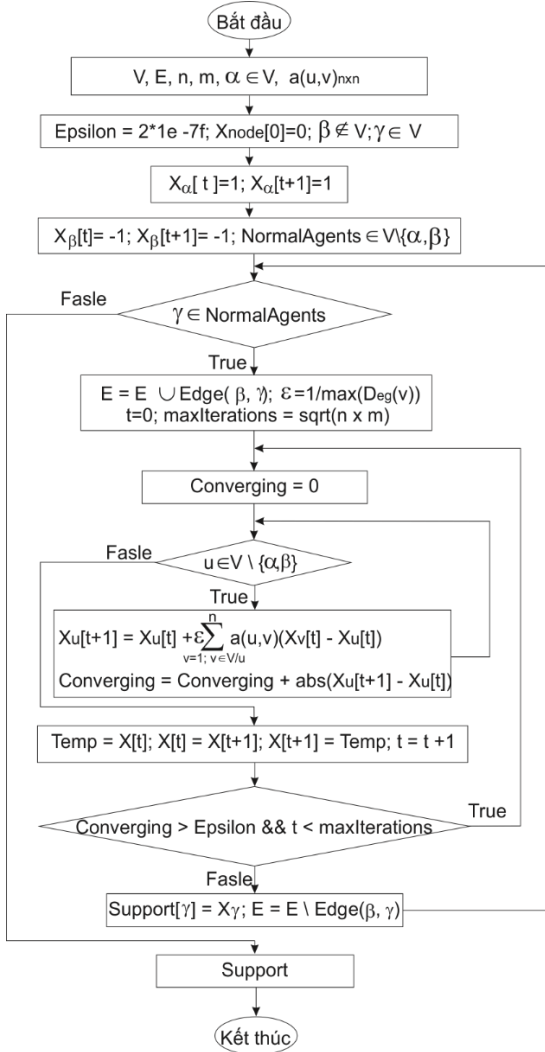 Bắt đầu
V, E, n, m, α ∈ V, a(u,v)nxn
Epsilon = 2*1e -7f; Xnode[0]=0; β ∉ V; γ ∈ V
Xα[ t ]=1; Xα[t+1]=1
Xβ[t]= -1; Xβ[t+1]= -1; NormalAgents ∈ V\{α,β}
Fasle
γ ∈ NormalAgents
True
E = E ∪ Edge( β, γ); ε =1/max(Deg(v))
t=0; maxIterations = sqrt(n x m)
Converging = 0
Fasle
u∈V \ {α,β}
True
Xu[t+1] = Xu[t] +ε∑ a(u,v)(Xv[t] - Xu[t])
n
v=1; v∈V/u
Converging = Converging + abs(Xu[t+1] - Xu[t])
Temp = X[t]; X[t] = X[t+1]; X[t+1] = Temp; t = t +1
True
Converging > Epsilon && t < maxIterations
Fasle
Support[γ] = Xγ; E = E \ Edge(β, γ)
Support
Kết thúc